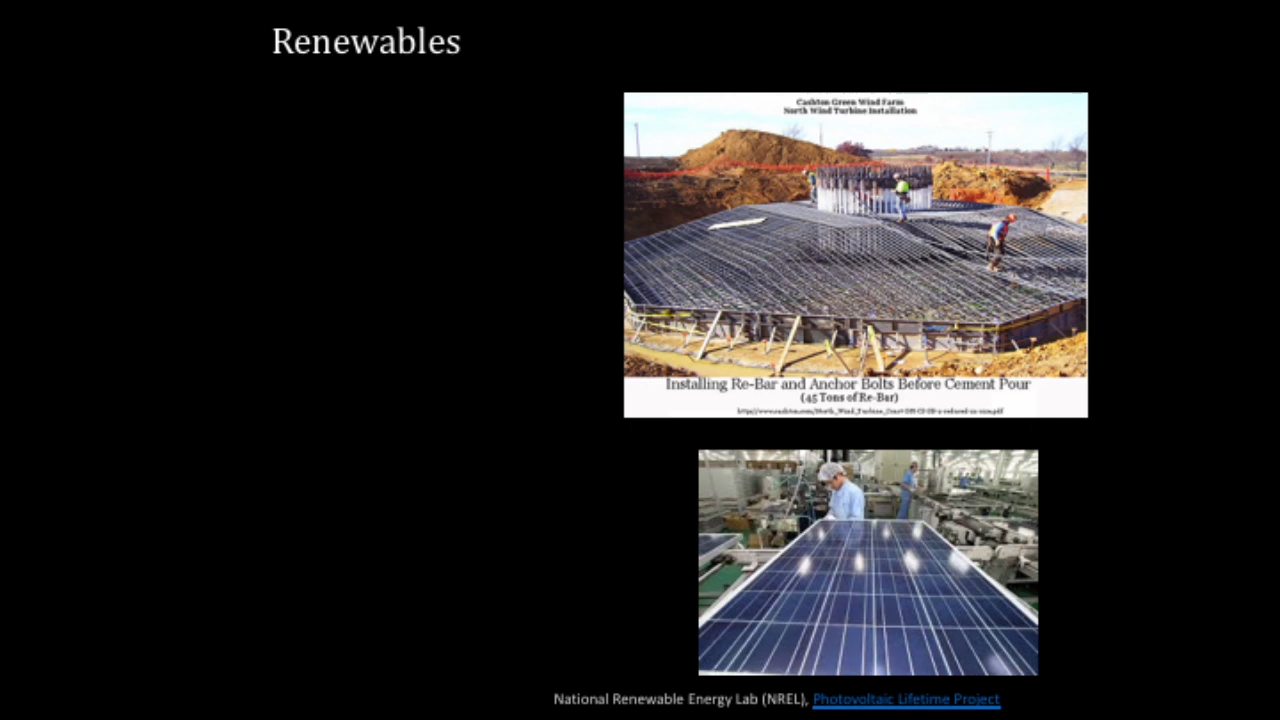 Renewables
Cashton Green Wind Farm
North Wind Turbine Installation
Installing Re-Bar and Anchor Bolts Before Cement Pour
(45 Tons of Re-Bar)
National Renewable Energy Lab (NREL), Photovoltaic Lifetime Project